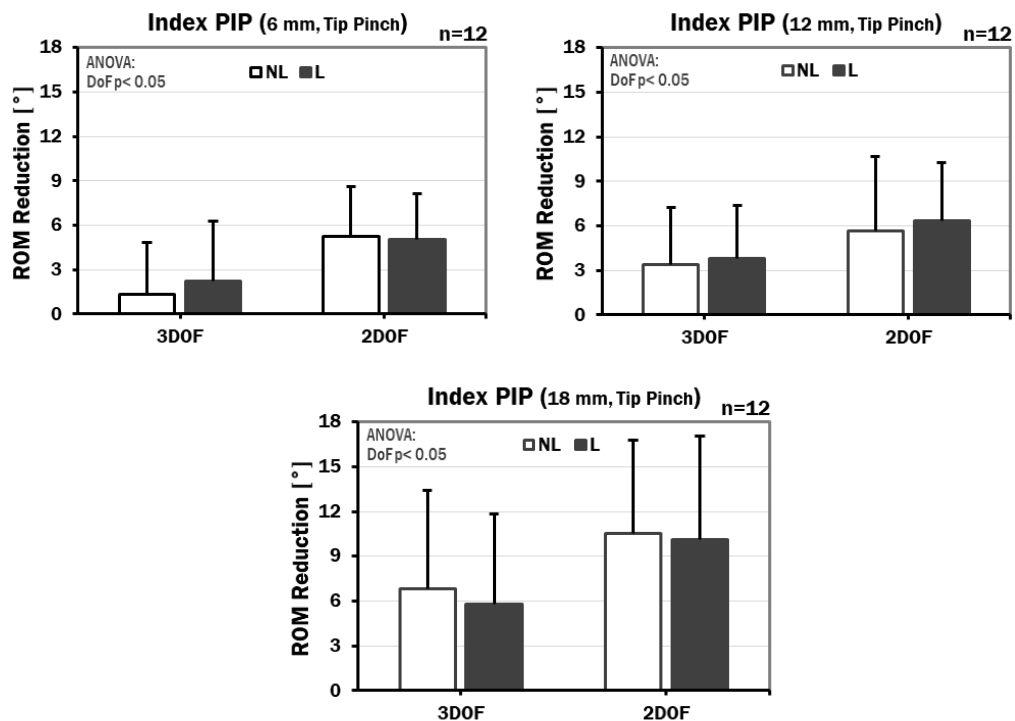 Index PIP (6 mm, Tip Pinch)
n=12
ANOVA:
DoF p< 0.05
NL L
ROM Reduction [°]
18
15
12
9
6
3
0
3DOF 2DOF
Index PIP (12 mm, Tip Pinch)
n=12
ANOVA:
DoF p< 0.05
NL L
ROM Reduction [°]
18
15
12
9
6
3
0
3DOF 2DOF
Index PIP (18 mm, Tip Pinch)
n=12
ANOVA:
DoF p< 0.05
NL L
ROM Reduction [°]
18
15
12
9
6
3
0
3DOF 2DOF